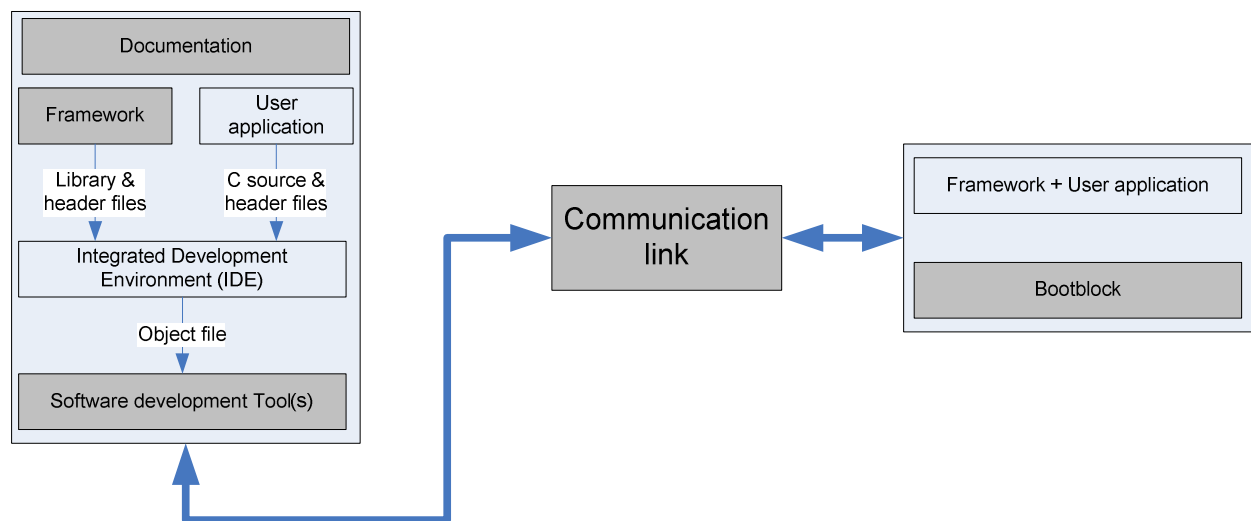 Documentation
Framework
User
application
Library &
header files
C source &
header files
Integrated Development
Environment (IDE)
Object file
Software development Tool(s)
Communication
link
Framework + User application
Bootblock